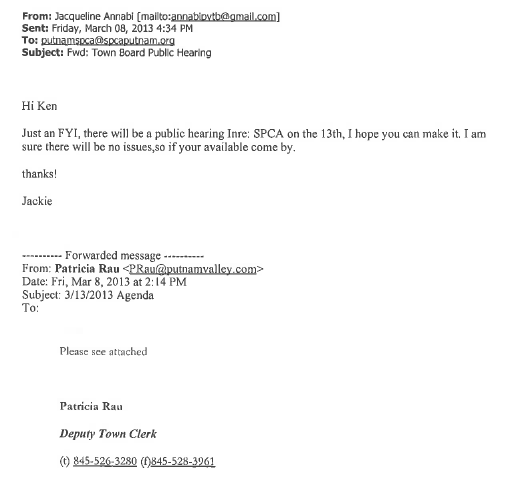 From: Jacqueline Annabi [mailto:annabipvtb@gmail.com]
Sent: Friday, March 08, 2013 4:34 PM
To: putnamspca@spcaputnam.org
Subject: Fwd: Town Board Public Hearing
Hi Ken
Just an FYI, there will be a public hearing Inre: SPCA on the 13th, I hope you can make it. I am
sure there will be no issues,so if your available come by.
thanks!
Jackie
---------- Forwarded message ----------
From: Patricia Rau <PRau@putnamvalley.com>
Date: Fri, Mar 8, 2013 at 2:14 PM
Subject: 3/13/2013 Agenda
To:
Please see attached
Patricia Rau
Deputy Town Clerk
(t) 845-526-3280 (f)845-528-3961